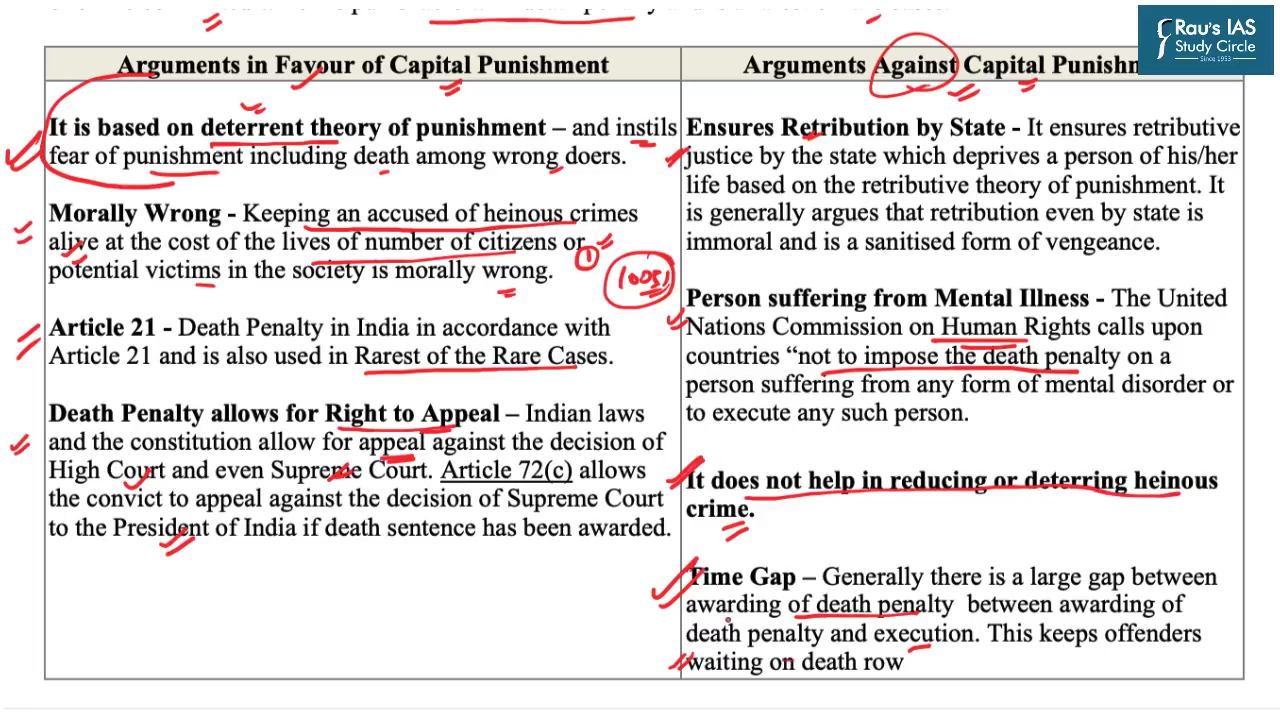 Rau's IAS
Study Circle
Since 1953
Arguments in Favour of Capital Punishment
It is based on deterrent theory of punishment – and instils
fear of punishment including death among wrong doers.
Morally Wrong - Keeping an accused of heinous crimes
alive at the cost of the lives of number of citizens or
potential victims in the society is morally wrong.
1
Article 21 - Death Penalty in India in accordance with
Article 21 and is also used in Rarest of the Rare Cases.
Death Penalty allows for Right to Appeal – Indian laws
and the constitution allow for appeal against the decision of
High Court and even Supreme Court. Article 72(c) allows
the convict to appeal against the decision of Supreme Court
to the President of India if death sentence has been awarded.
Arguments Against Capital Punishm
Ensures Retribution by State - It ensures retributive
justice by the state which deprives a person of his/her
life based on the retributive theory of punishment. It
is generally argues that retribution even by state is
immoral and is a sanitised form of vengeance.
Person suffering from Mental Illness - The United
Nations Commission on Human Rights calls upon
countries “not to impose the death penalty on a
person suffering from any form of mental disorder or
to execute any such person.
It does not help in reducing or deterring heinous
crime.
Time Gap – Generally there is a large gap between
awarding of death penalty between awarding of
death penalty and execution. This keeps offenders
waiting on death row